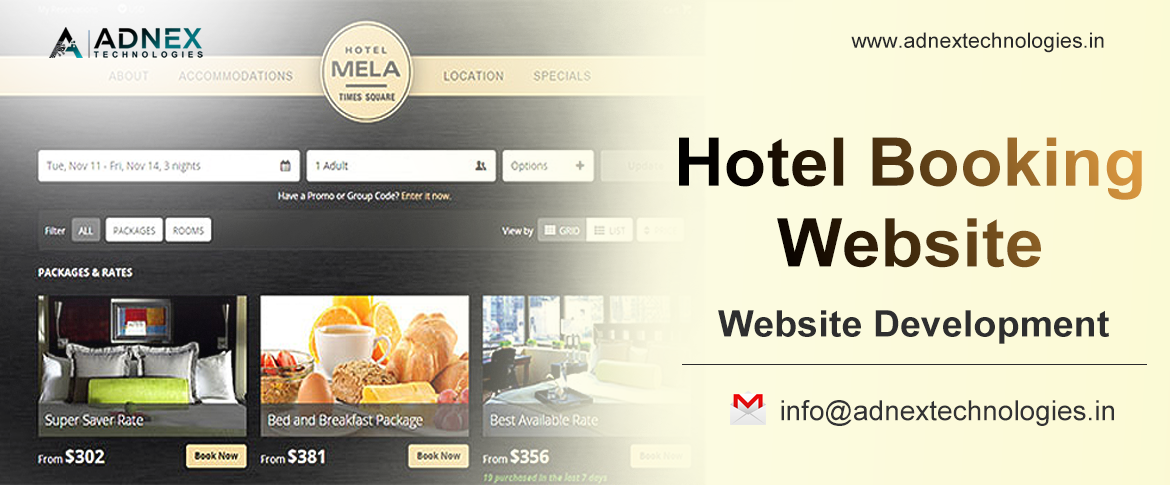 ADNEX
TECHNOLOGIES
www.adnextechnologies.in
HOTEL
MELA
TIMES SQUARE
ABOUT ACCOMMODATIONS LOCATION SPECIALS
Tue, Nov 11 - Fri, Nov 14, 3 nights 1 Adult Options + Update
Have a Promo or Group Code? Enter it now.
Filter ALL PACKAGES ROOMS View by GRID LIST
PACKAGES & RATES
Super Saver Rate Bed and Breakfast Package Best Available Rate
From $302 Book Now From $381 Book Now From $356 Book Now
19 purchased in the last 7 days
Hotel Booking
Website
Website Development
info@adnextechnologies.in